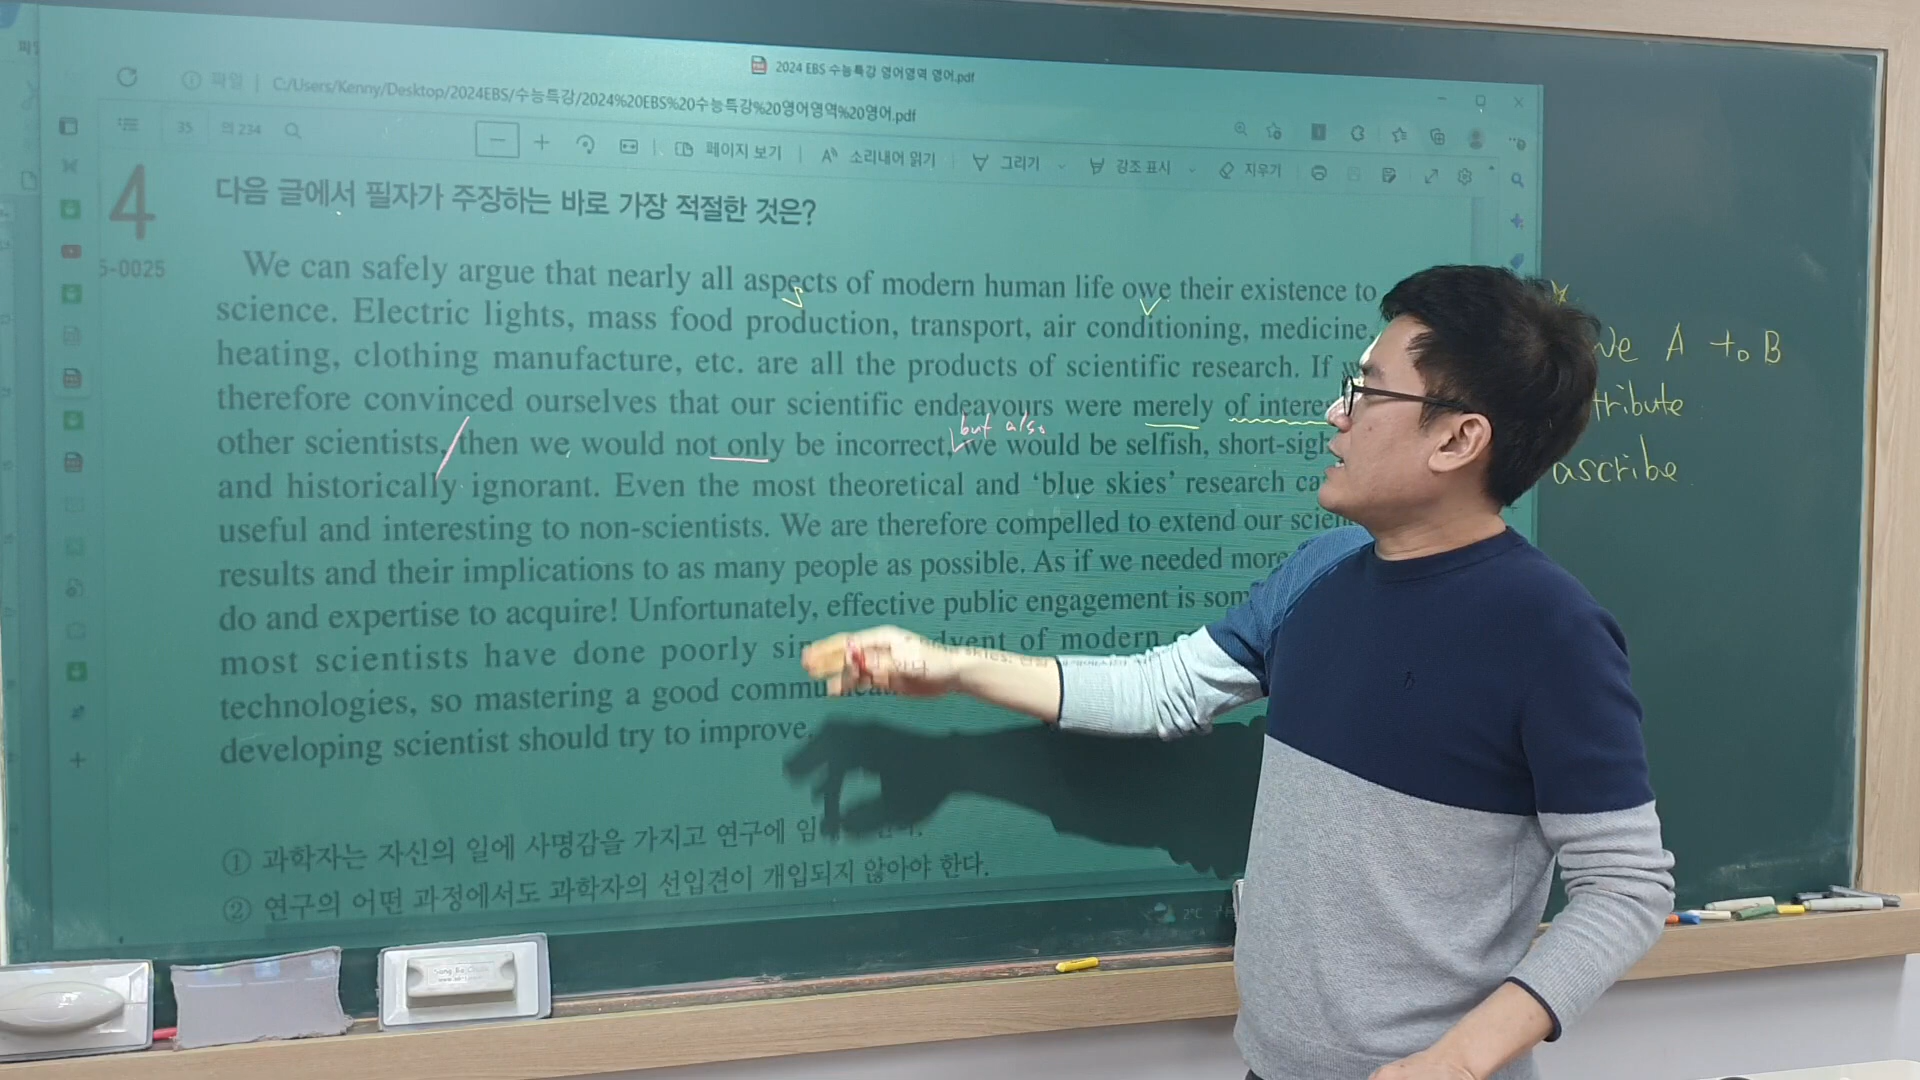 2024 EBS 수능특강 영어영역 영어.pdf
파일 | C:/Users/Kenny/Desktop/2024EBS/수능특강/2024%20EBS%20수능특강%20영어영역%20영어.pdf
35 의 234 페이지 보기 소리내어 읽기 그리기 강조 표시 지우기
4 다음 글에서 필자가 주장하는 바로 가장 적절한 것은?
5-0025
We can safely argue that nearly all aspects of modern human life owe their existence to
science. Electric lights, mass food production, transport, air conditioning, medicine,
heating, clothing manufacture, etc. are all the products of scientific research. If
therefore convinced ourselves that our scientific endeavours were merely of
but also
other scientists, then we would not only be incorrect, we would be selfish,
and historically ignorant. Even the most theoretical and ‘blue skies’ research
useful and interesting to non-scientists. We are therefore compelled to extend our
results and their implications to as many people as possible. As if we needed more
do and expertise to acquire! Unfortunately, effective public engagement is
most scientists have done poorly of modern
technologies, so mastering a good
developing scientist should try to improve.
① 과학자는 자신의 일에 사명감을 가지고 연구에
② 연구의 어떤 과정에서도 과학자의 선입견이 개입되지 않아야 한다.
2°C
A to B
tribute
ascribe